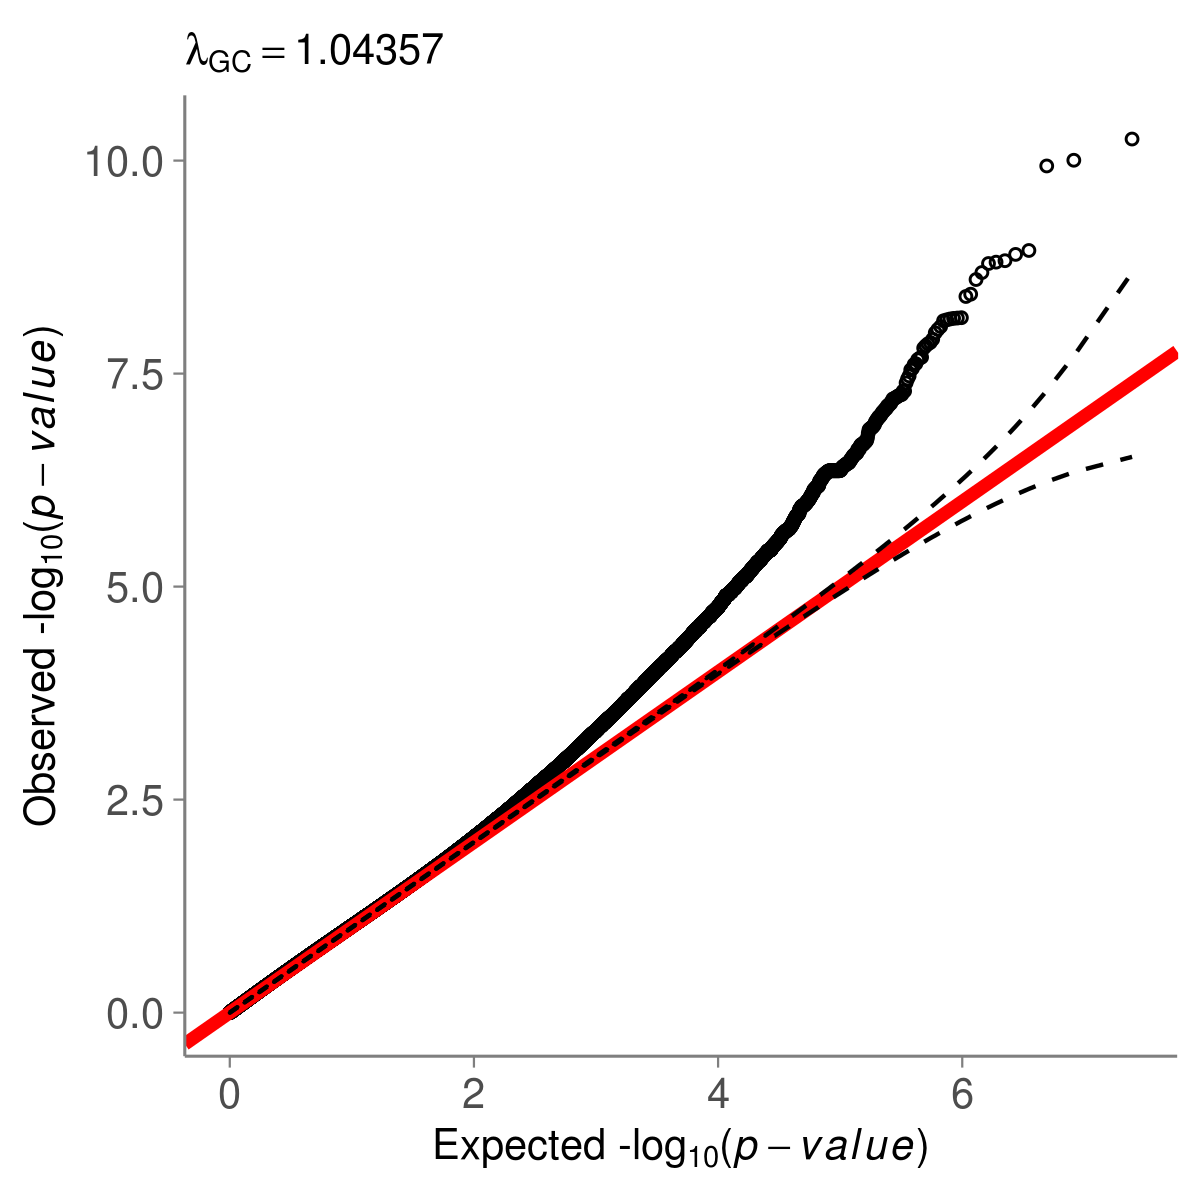 λGC = 1.04357
10.0
7.5
5.0
2.5
0.0
Observed -log10(p − value)
0 2 4 6
Expected -log10(p − value)